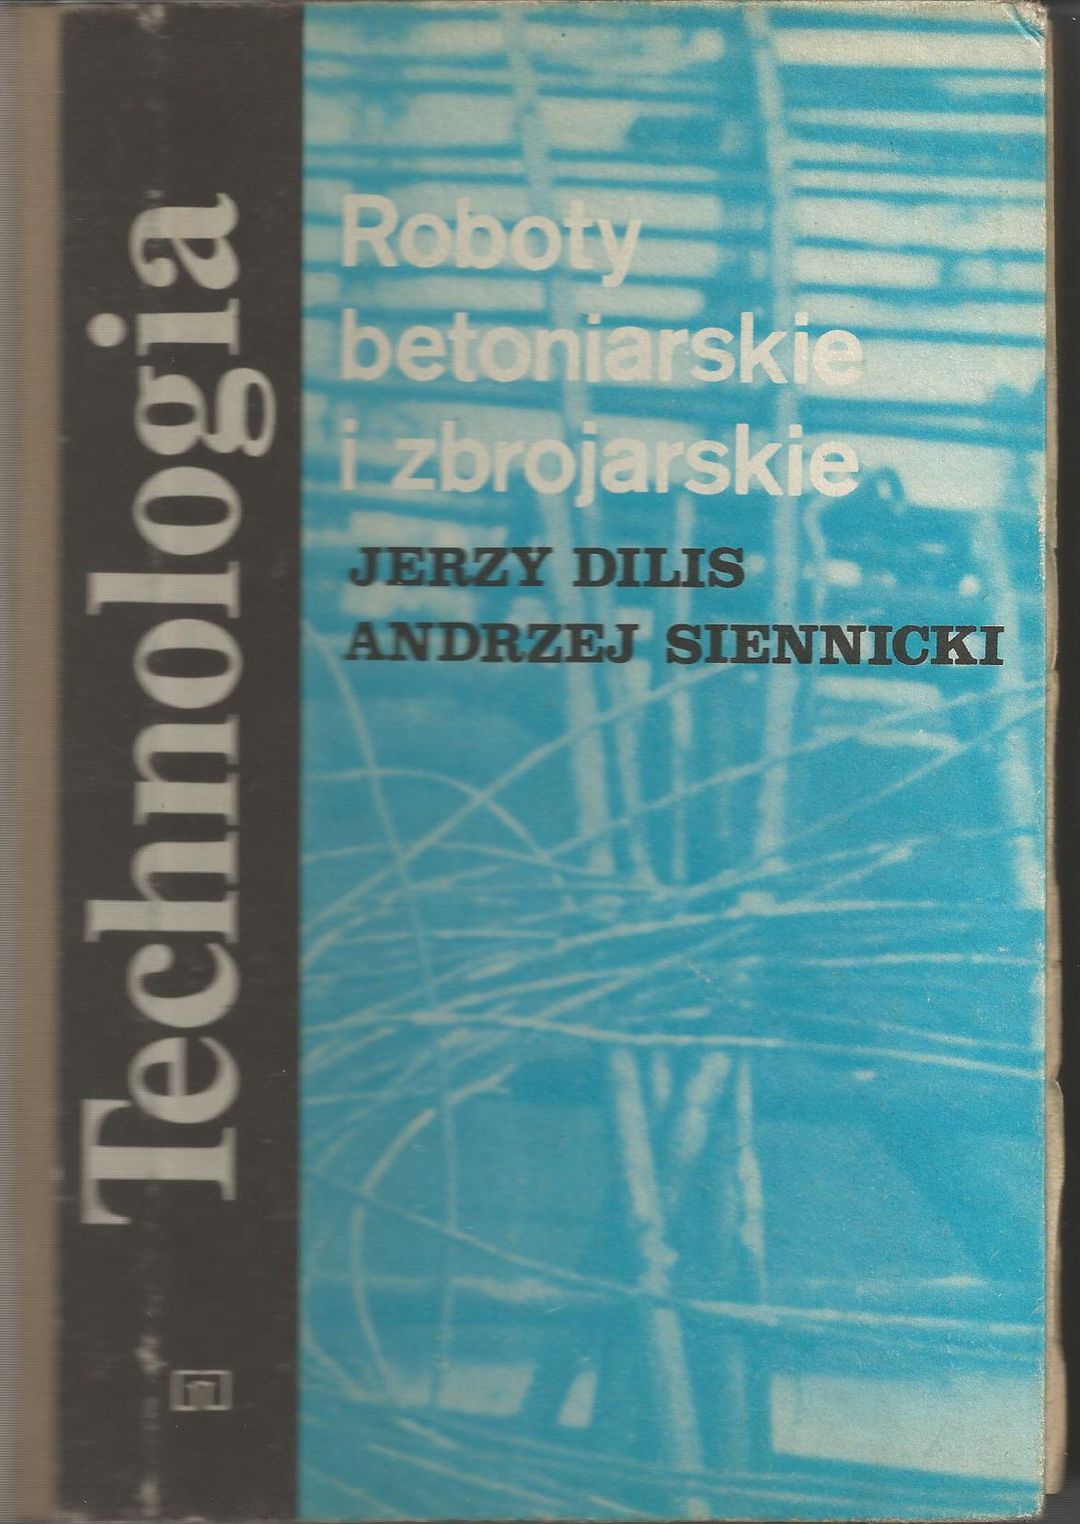 Technologia
Roboty
betoniarskie
i zbrojarskie
JERZY DILIS
ANDRZEJ SIENNICKI